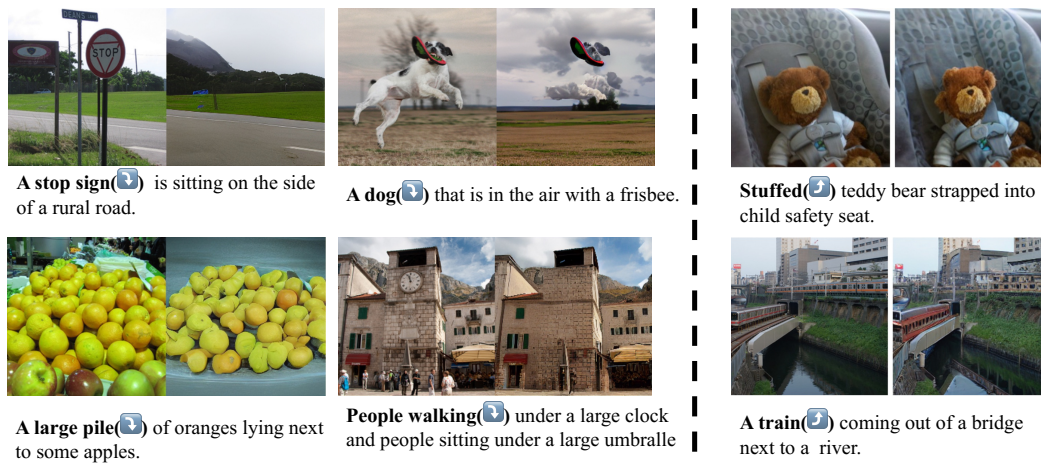 STOP
A stop sign(⤵) is sitting on the side
of a rural road.
A dog(⤵) that is in the air with a frisbee.
Stuffed(⤴) teddy bear strapped into
child safety seat.
A large pile(⤵) of oranges lying next
to some apples.
People walking(⤵) under a large clock
and people sitting under a large umbralle
A train(⤴) coming out of a bridge
next to a river.